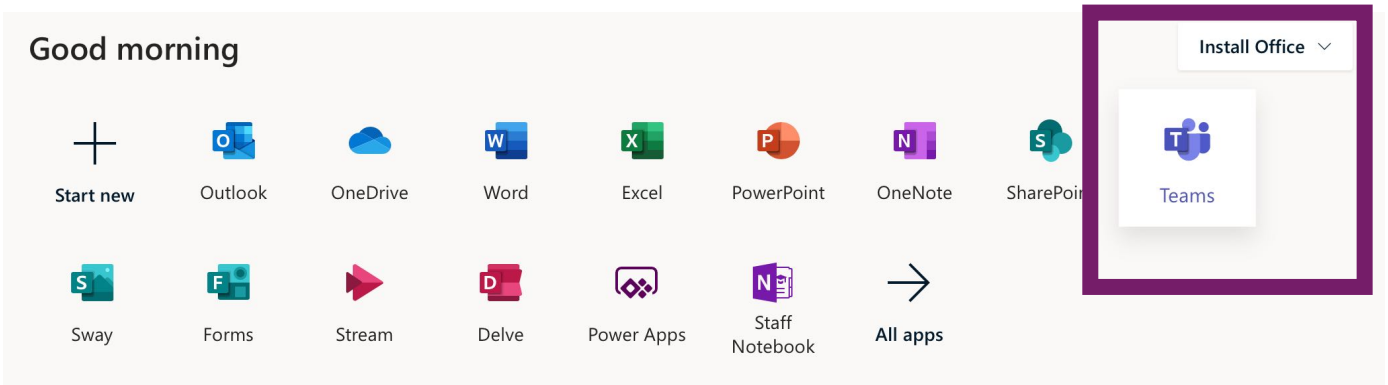 Good morning
Install Office
Start new
Outlook
OneDrive
Word
Excel
PowerPoint
OneNote
SharePoin
Teams
Sway
Forms
Stream
Delve
Power Apps
Staff
Notebook
All apps